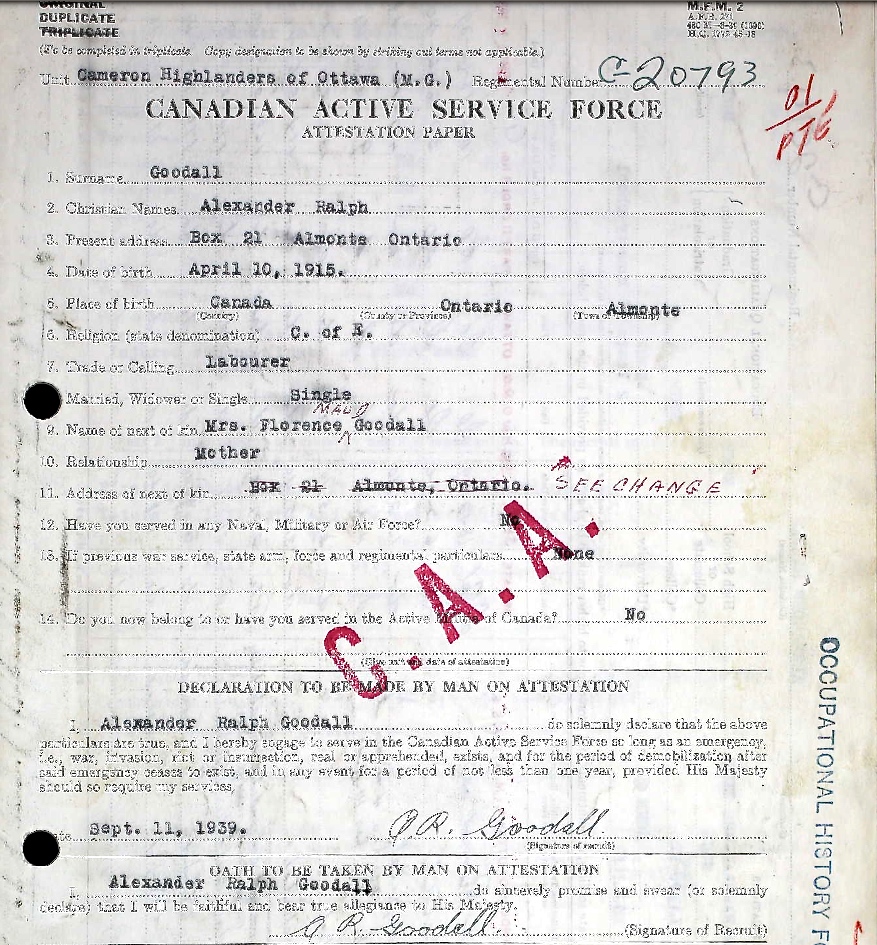 ORIGINAL
DUPLICATE
TRIPLICATE
M.F.M. 2
(To be completed in triplicate. Copy designation to be shown by striking out terms not applicable.)
Unit Cameron Highlanders of Ottawa (M.G.) Regimental Number C-20793
CANADIAN ACTIVE SERVICE FORCE
ATTESTATION PAPER
1. Surname Goodall
2. Christian Names Alexander Ralph
3. Present address Box 21 Almonte Ontario
4. Date of birth April 10, 1915.
5. Place of birth Canada Ontario Almonte
(Country) (County or Province) (Town or Township)
6. Religion (state denomination) C. of E.
7. Trade or Calling Labourer
Married, Widower or Single Single
9. Name of next of kin Mrs. Florence MAUD Goodall
10. Relationship Mother
11. Address of next of kin Box 21 Almonte, Ontario. SEE CHANGE
12. Have you served in any Naval, Military or Air Force? No
13. If previous war service, state arm, force and regimental particulars None
14. Do you now belong to or have you served in the Active Militia of Canada? No
(Give unit and date of attestation)
C.A.A.
DECLARATION TO BE MADE BY MAN ON ATTESTATION
I, Alexander Ralph Goodall do solemnly declare that the above
particulars are true, and I hereby engage to serve in the Canadian Active Service Force so long as an emergency,
i.e., war, invasion, riot or insurrection, real or apprehended, exists, and for the period of demobilization after
said emergency ceases to exist, and in any event for a period of not less than one year, provided His Majesty
should so require my services.
Date Sept. 11, 1939. A R. Goodall
(Signature of recruit)
OATH TO BE TAKEN BY MAN ON ATTESTATION
I, Alexander Ralph Goodall do sincerely promise and swear (or solemnly
declare) that I will be faithful and bear true allegiance to His Majesty.
A R. Goodall (Signature of Recruit)
OCCUPATIONAL HISTORY F